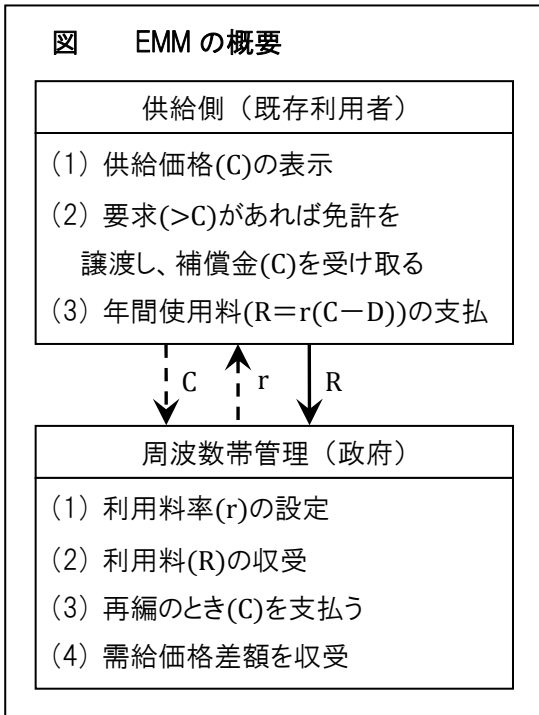 図 EMM の概要
供給側（既存利用者）
(1) 供給価格(C)の表示
(2) 要求(>C)があれば免許を
譲渡し、補償金(C)を受け取る
(3) 年間使用料(R＝r(C－D))の支払
C r R
周波数帯管理（政府）
(1) 利用料率(r)の設定
(2) 利用料(R)の収受
(3) 再編のとき(C)を支払う
(4) 需給価格差額を収受